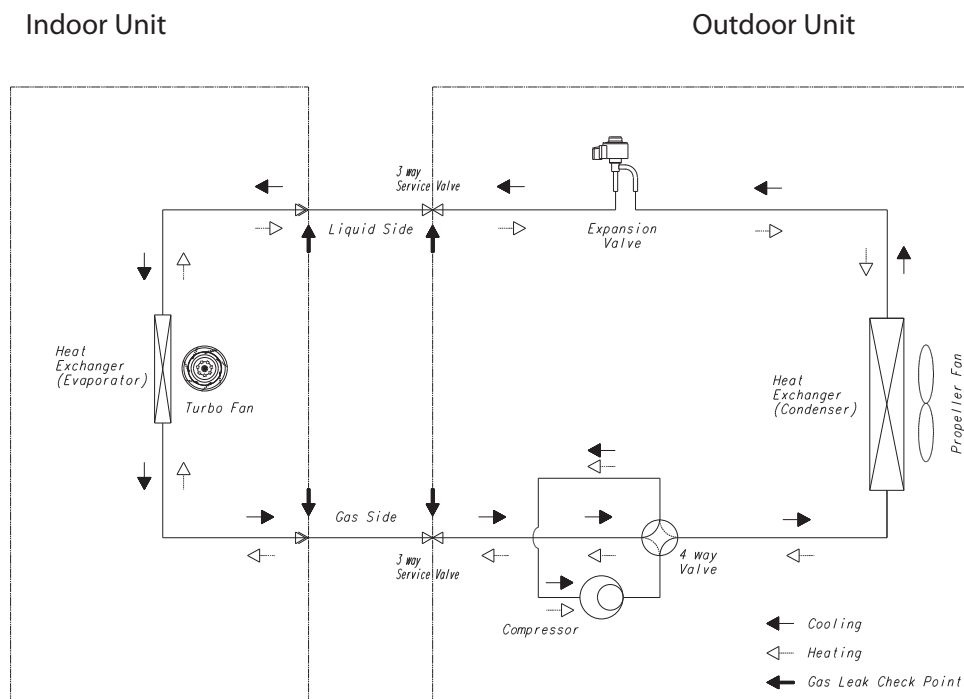 Indoor Unit
Outdoor Unit
3 way
Service Valve
Liquid Side
Expansion
Valve
Heat
Exchanger
(Evaporator)
Turbo Fan
Heat
Exchanger
(Condenser)
Propeller Fan
Gas Side
3 way
Service Valve
4 way
Valve
Compressor
Cooling
Heating
Gas Leak Check Point